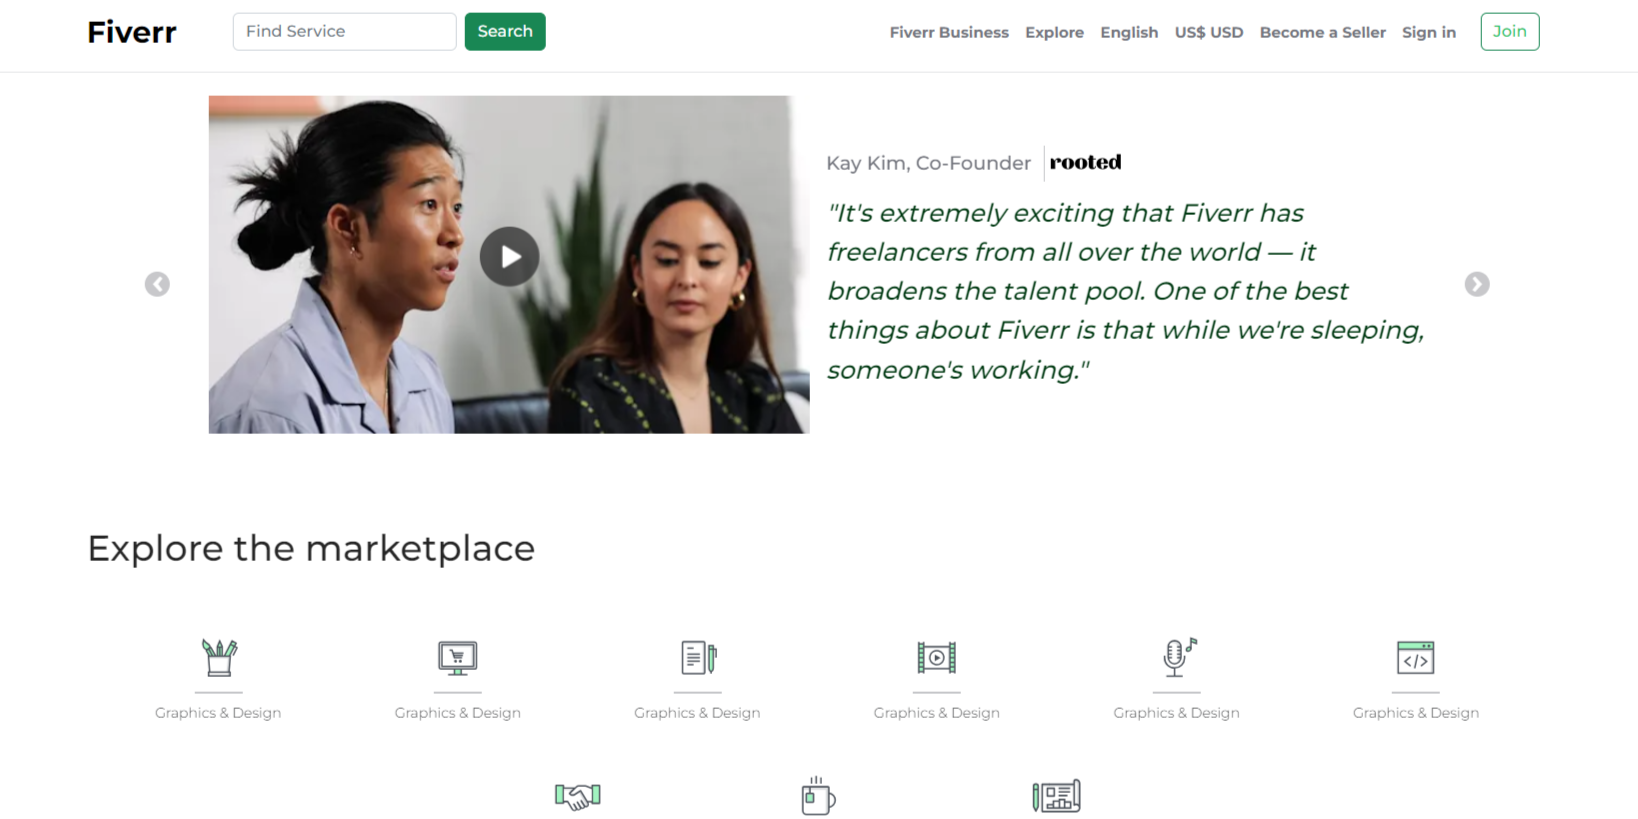 Fiverr
Find Service
Search
Fiverr Business
Explore
English
US$ USD
Become a Seller
Sign in
Join
Kay Kim, Co-Founder
rooted
"It's extremely exciting that Fiverr has
freelancers from all over the world — it
broadens the talent pool. One of the best
things about Fiverr is that while we're sleeping,
someone's working."
Explore the marketplace
Graphics & Design
Graphics & Design
Graphics & Design
Graphics & Design
Graphics & Design
Graphics & Design